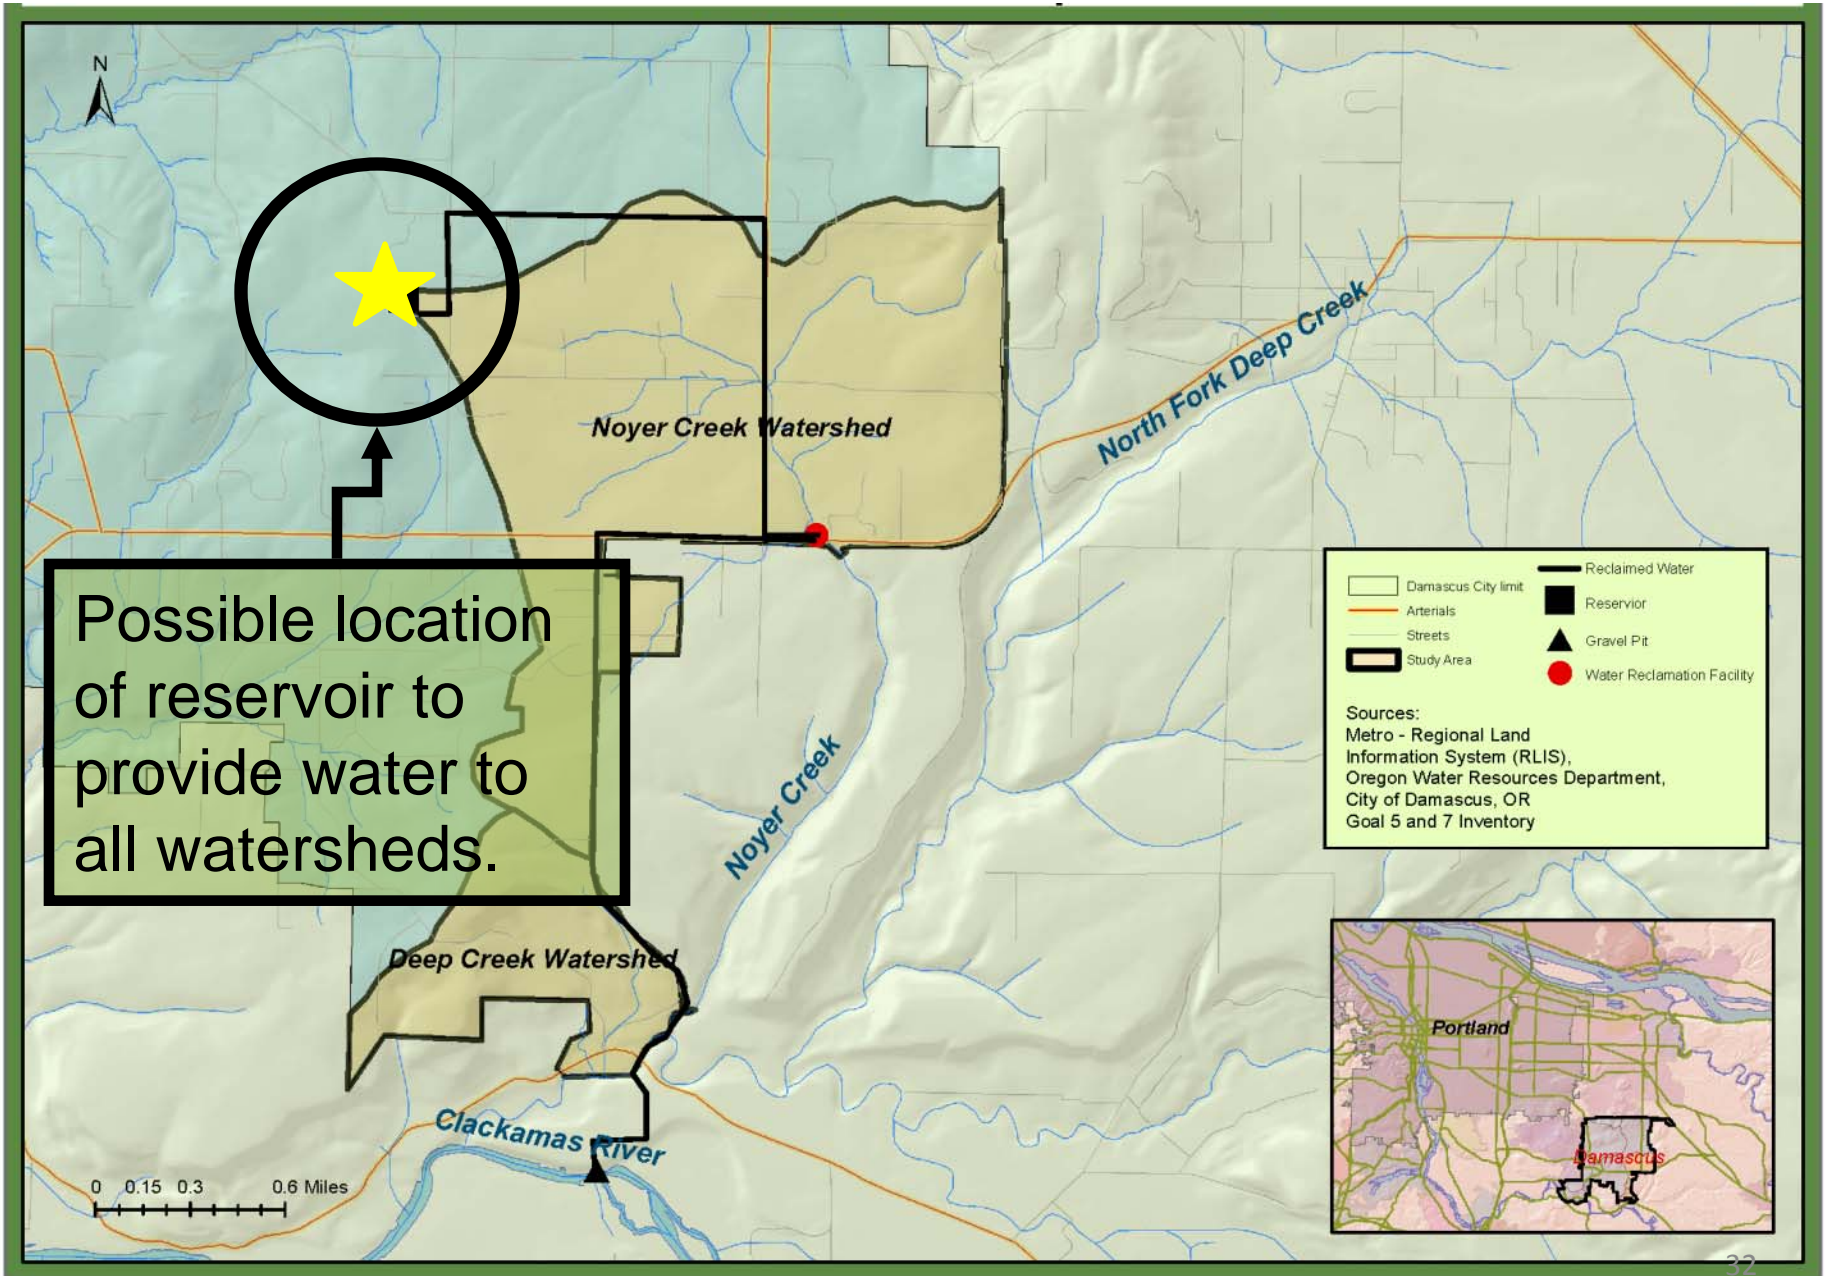 N
Noyer Creek Watershed
North Fork Deep Creek
Possible location
of reservoir to
provide water to
all watersheds.
Noyer Creek
Deep Creek Watershed
Clackamas River
0 0.15 0.3 0.6 Miles
Damascus City limit
Arterials
Streets
Study Area
Reclaimed Water
Reservior
Gravel Pit
Water Reclamation Facility
Sources:
Metro - Regional Land
Information System (RLIS),
Oregon Water Resources Department,
City of Damascus, OR
Goal 5 and 7 Inventory
Portland
Damascus
32